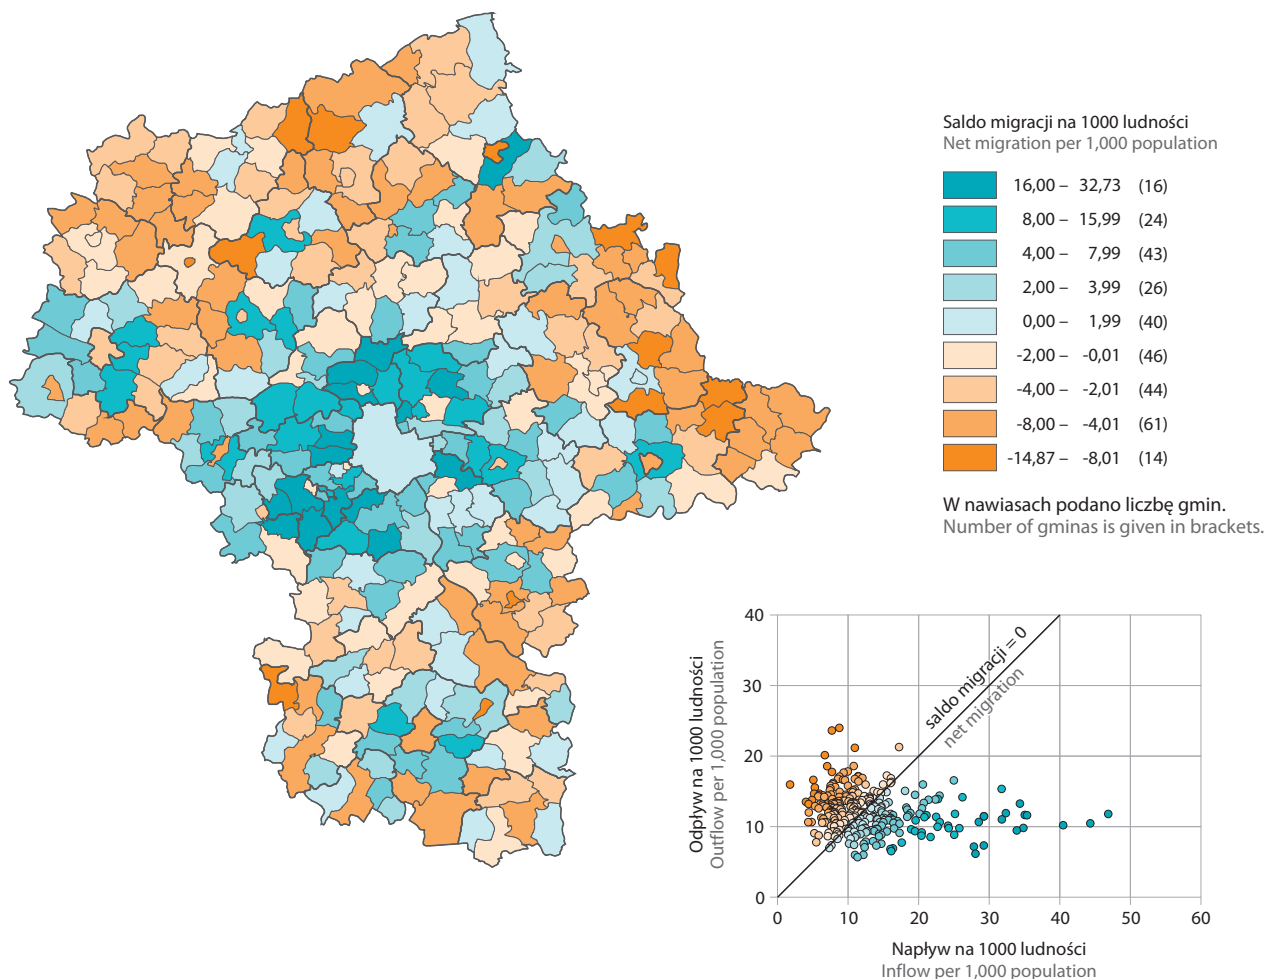 Saldo migracji na 1000 ludności
Net migration per 1,000 population
16,00 – 32,73 (16)
8,00 – 15,99 (24)
4,00 – 7,99 (43)
2,00 – 3,99 (26)
0,00 – 1,99 (40)
-2,00 – -0,01 (46)
-4,00 – -2,01 (44)
-8,00 – -4,01 (61)
-14,87 – -8,01 (14)
W nawiasach podano liczbę gmin.
Number of gminas is given in brackets.
Odpływ na 1000 ludności
Outflow per 1,000 population
40
30
20
10
0
saldo migracji = 0
net migration
0 10 20 30 40 50 60
Napływ na 1000 ludności
Inflow per 1,000 population